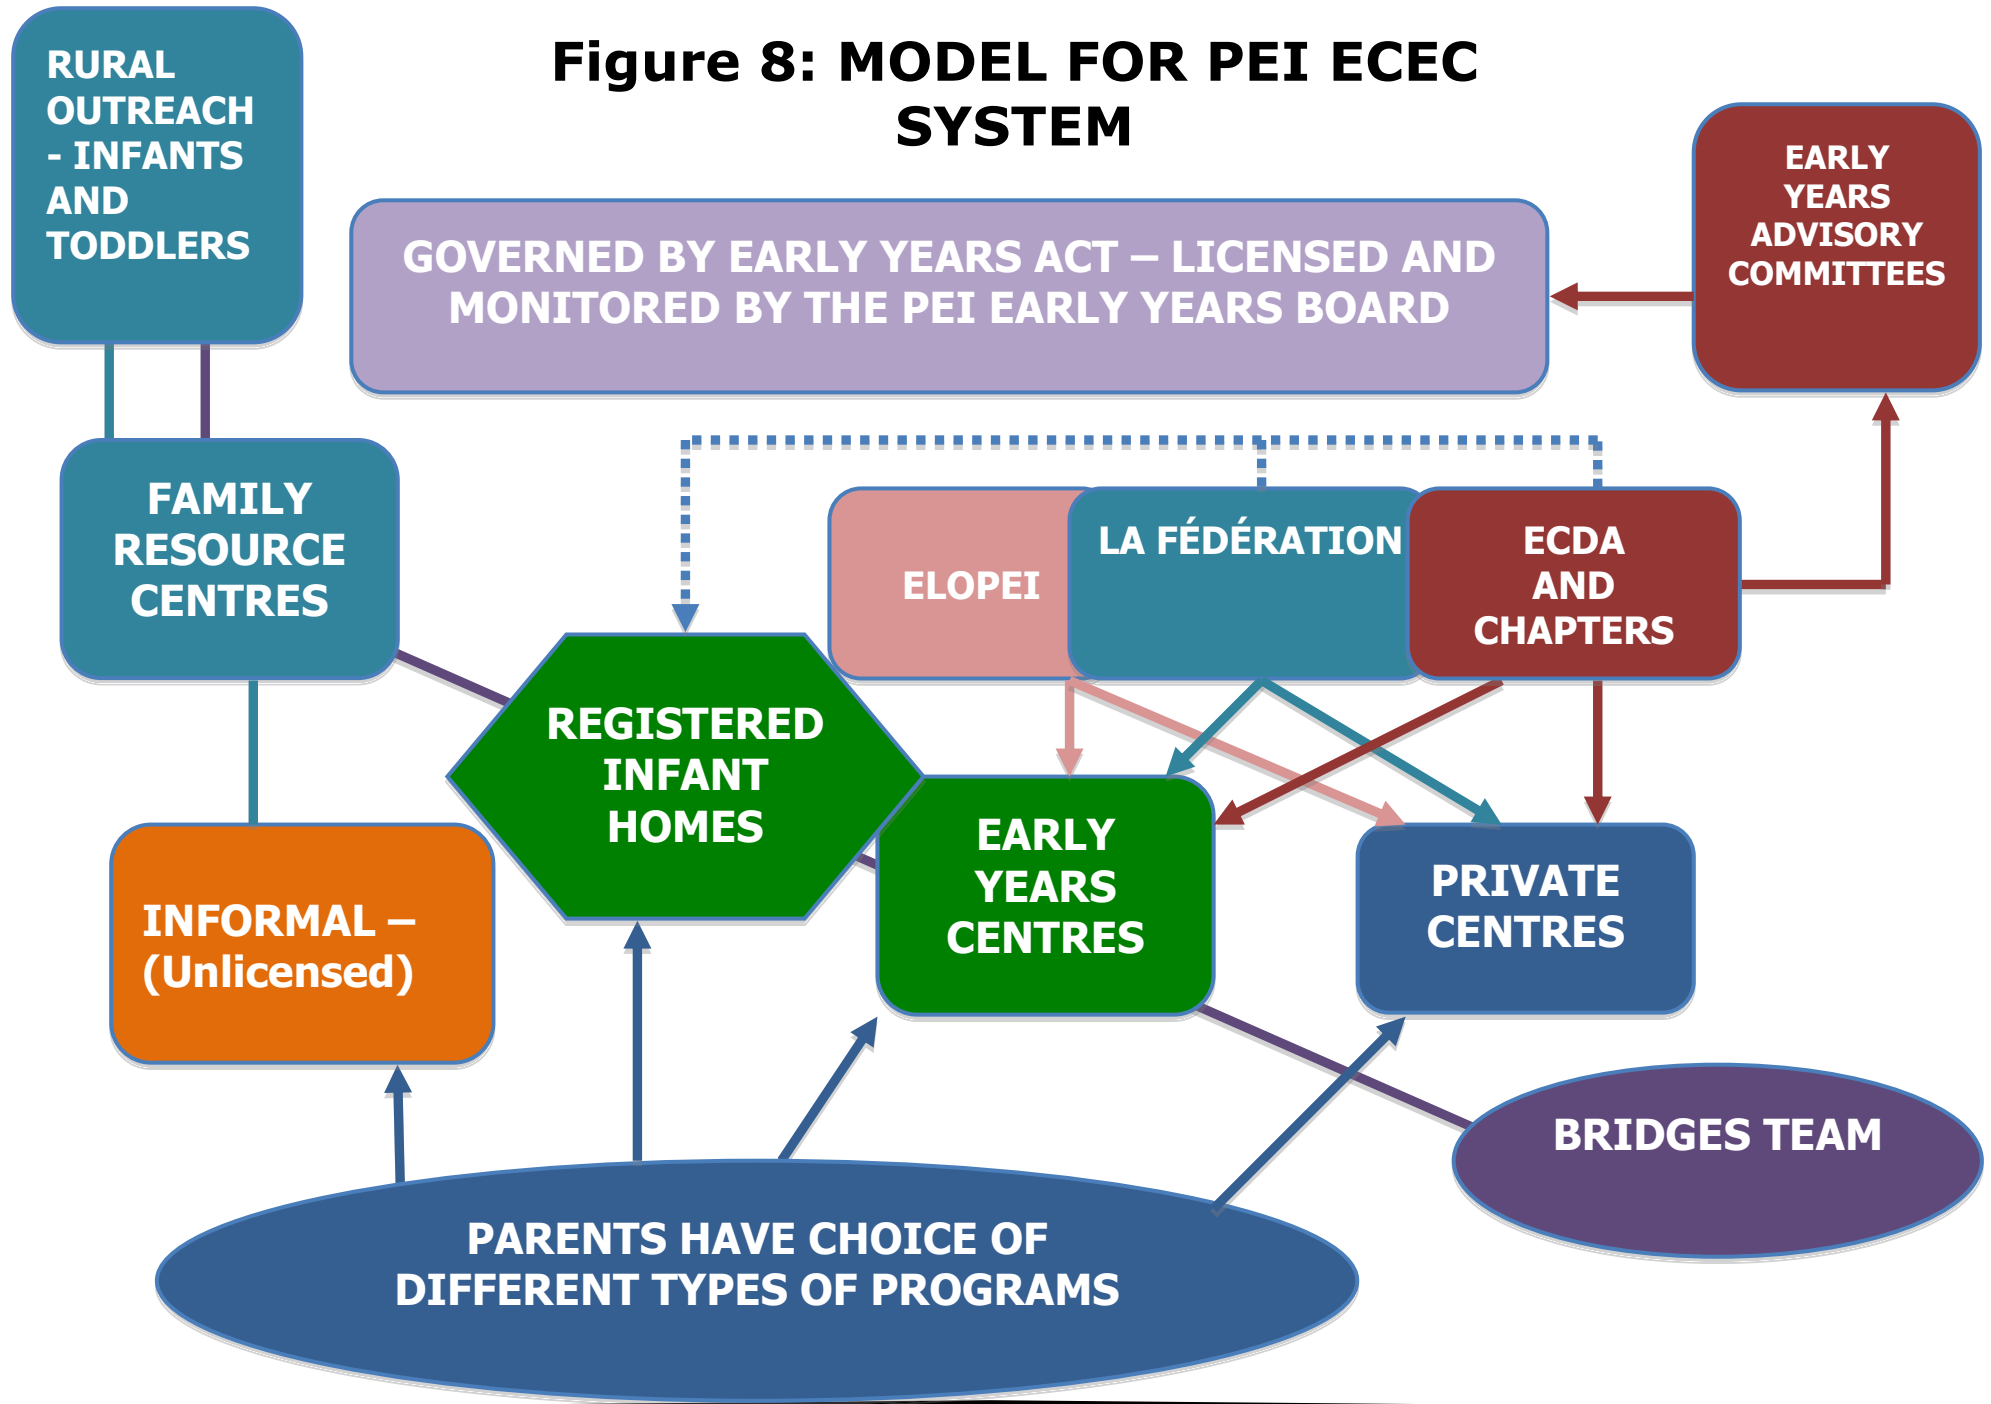 Figure 8: MODEL FOR PEI ECEC
SYSTEM
RURAL
OUTREACH
- INFANTS
AND
TODDLERS
EARLY
YEARS
ADVISORY
COMMITTEES
GOVERNED BY EARLY YEARS ACT – LICENSED AND
MONITORED BY THE PEI EARLY YEARS BOARD
FAMILY
RESOURCE
CENTRES
ELOPEI
LA FÉDÉRATION
ECDA
AND
CHAPTERS
REGISTERED
INFANT
HOMES
EARLY
YEARS
CENTRES
PRIVATE
CENTRES
INFORMAL –
(Unlicensed)
BRIDGES TEAM
PARENTS HAVE CHOICE OF
DIFFERENT TYPES OF PROGRAMS